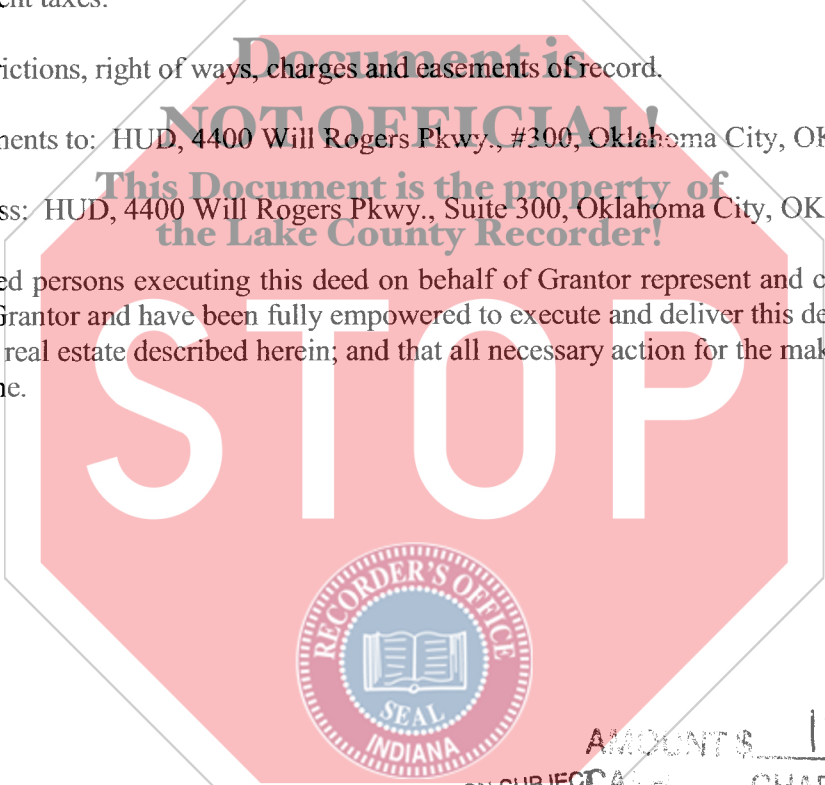 ent taxes.
Document is
ictions, right of ways, charges and easements of record.
NOT OFFICIAL!
ents to: HUD, 4400 Will Rogers Pkwy., #300, Oklahoma City, OK
This Document is the property of
ss: HUD, 4400 Will Rogers Pkwy., Suite 300, Oklahoma City, OK
the Lake County Recorder!
ed persons executing this deed on behalf of Grantor represent and c
Grantor and have been fully empowered to execute and deliver this de
real estate described herein; and that all necessary action for the mak
e.
STOP
RECORDER'S OFFICE
SEAL
INDIANA
AMOUNT $